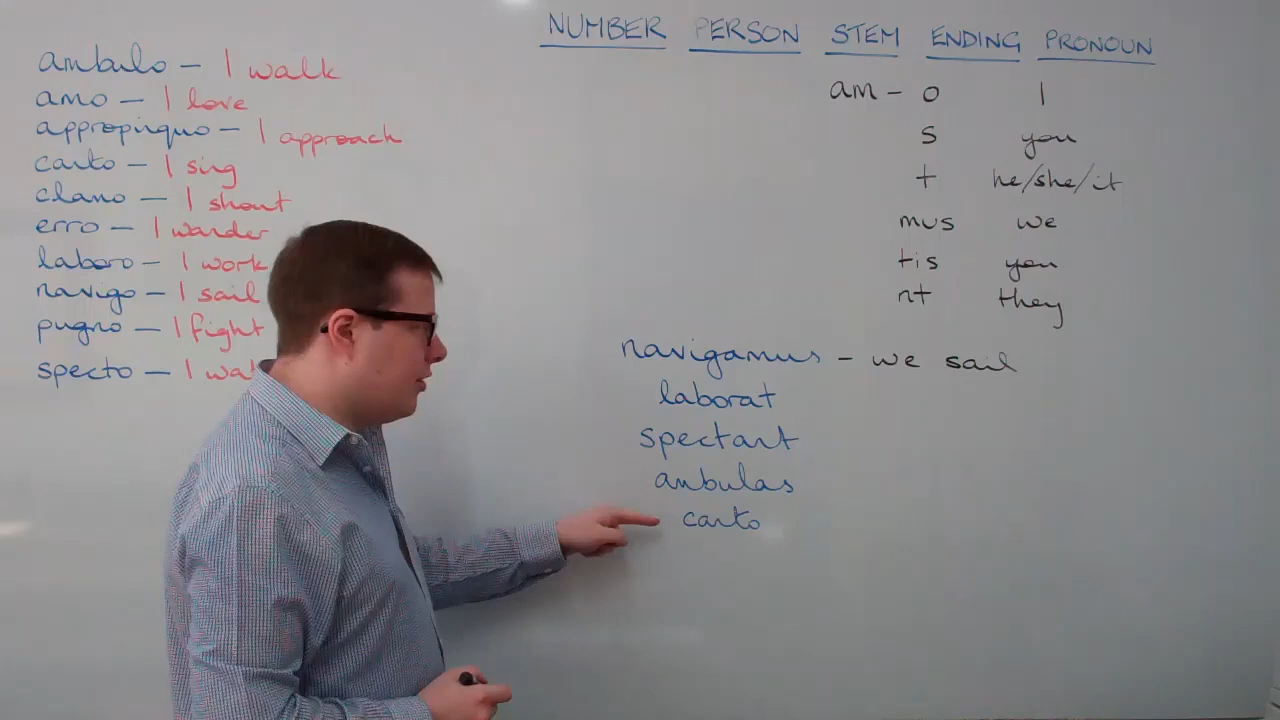 NUMBER PERSON STEM ENDING PRONOUN
ambulo – I walk
amo – I love
appropinquo – I approach
canto – I sing
clamo – I shout
erro – I wander
laboro – I work
navigo – I sail
pugno – I fight
specto – I wa
am – o I
s you
t he/she/it
mus we
tis you
nt they
navigamus – we sail
laborat
spectant
ambulas
canto